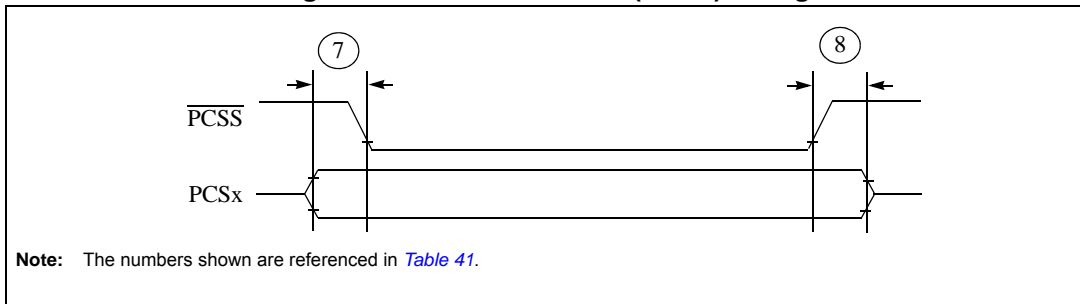 7
8
PCSS
PCSx
Note: The numbers shown are referenced in Table 41.